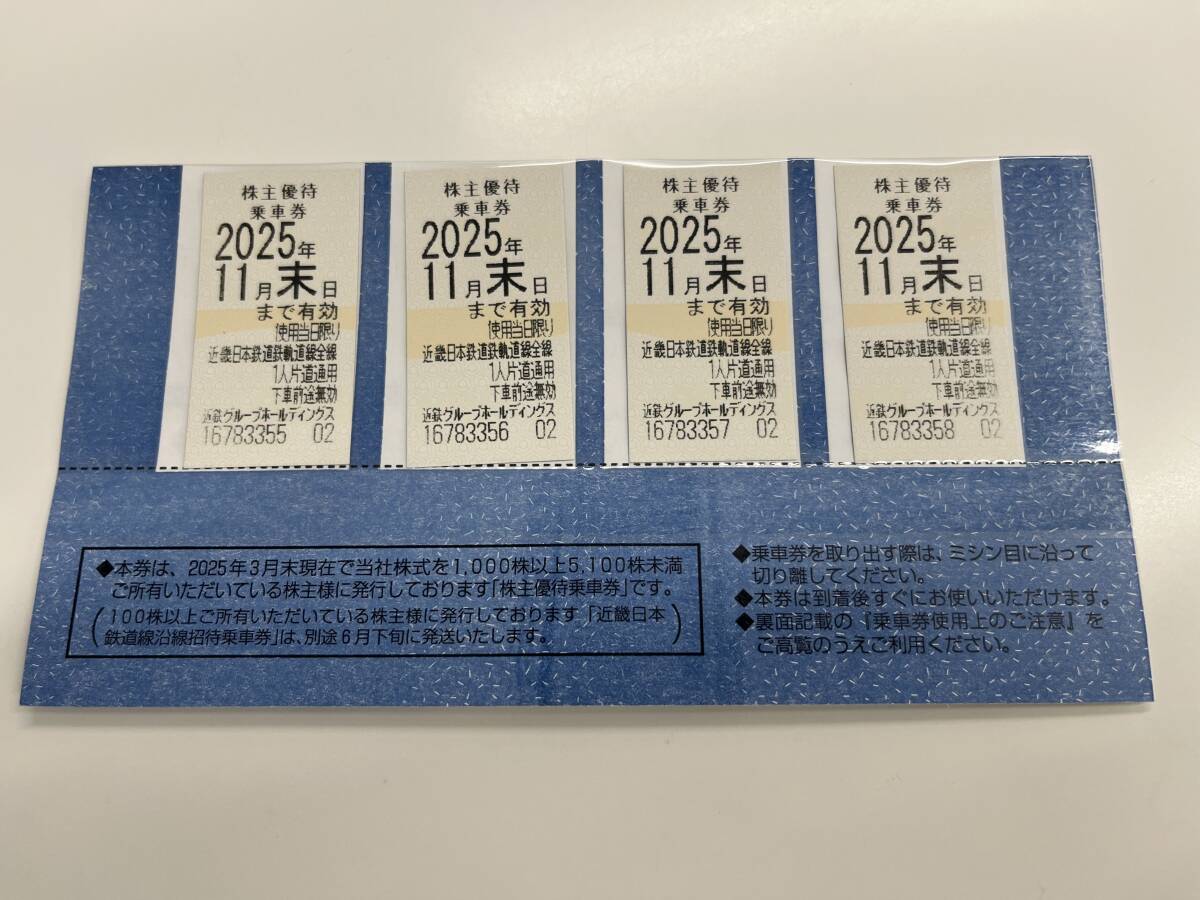 株主優待
乗車券
2025年
11月末日
まで有効
使用当日限り
近畿日本鉄道鉄軌道線全線
1人片道通用
下車前途無効
近鉄グループホールディングス
16783355 02
株主優待
乗車券
2025年
11月末日
まで有効
使用当日限り
近畿日本鉄道鉄軌道線全線
1人片道通用
下車前途無効
近鉄グループホールディングス
16783356 02
株主優待
乗車券
2025年
11月末日
まで有効
使用当日限り
近畿日本鉄道鉄軌道線全線
1人片道通用
下車前途無効
近鉄グループホールディングス
16783357 02
株主優待
乗車券
2025年
11月末日
まで有効
使用当日限り
近畿日本鉄道鉄軌道線全線
1人片道通用
下車前途無効
近鉄グループホールディングス
16783358 02
◆本券は、2025年3月末現在で当社株式を1,000株以上5,100株未満
ご所有いただいている株主様に発行しております「株主優待乗車券」です。
(100株以上ご所有いただいている株主様に発行しております「近畿日本
鉄道線沿線招待乗車券」は、別途6月下旬に発送いたします。)
◆乗車券を取り出す際は、ミシン目に沿って
切り離してください。
◆本券は到着後すぐにお使いいただけます。
◆裏面記載の『乗車券使用上のご注意』を
ご高覧のうえご利用ください。